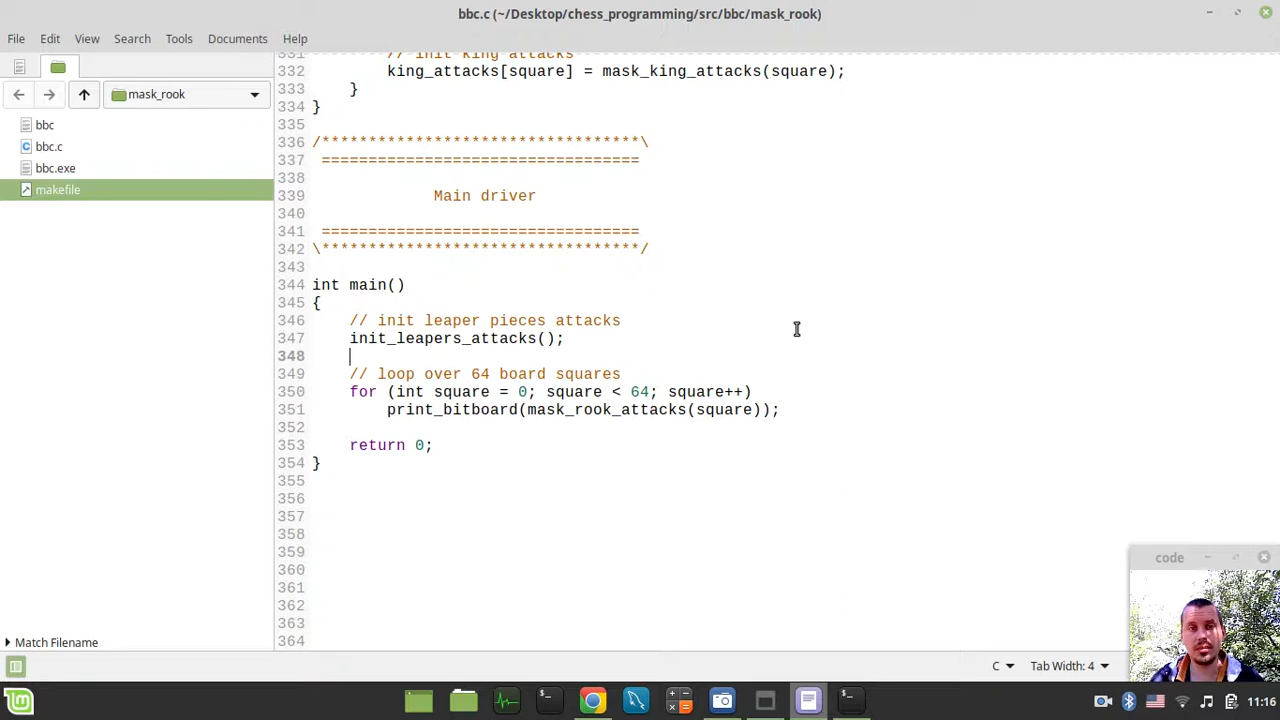 bbc.c (~/Desktop/chess_programming/src/bbc/mask_rook)
File Edit View Search Tools Documents Help
mask_rook
bbc
bbc.c
bbc.exe
makefile
331         // init king attacks
332         king_attacks[square] = mask_king_attacks(square);
333     }
334 }
335
336 /**********************************\
337  ==================================
338
339             Main driver
340
341  ==================================
342 \**********************************/
343
344 int main()
345 {
346     // init leaper pieces attacks
347     init_leapers_attacks();
348
349     // loop over 64 board squares
350     for (int square = 0; square < 64; square++)
351         print_bitboard(mask_rook_attacks(square));
352
353     return 0;
354 }
355
356
357
358
359
360
361
362
363
364
code
Match Filename
C Tab Width: 4
11:16